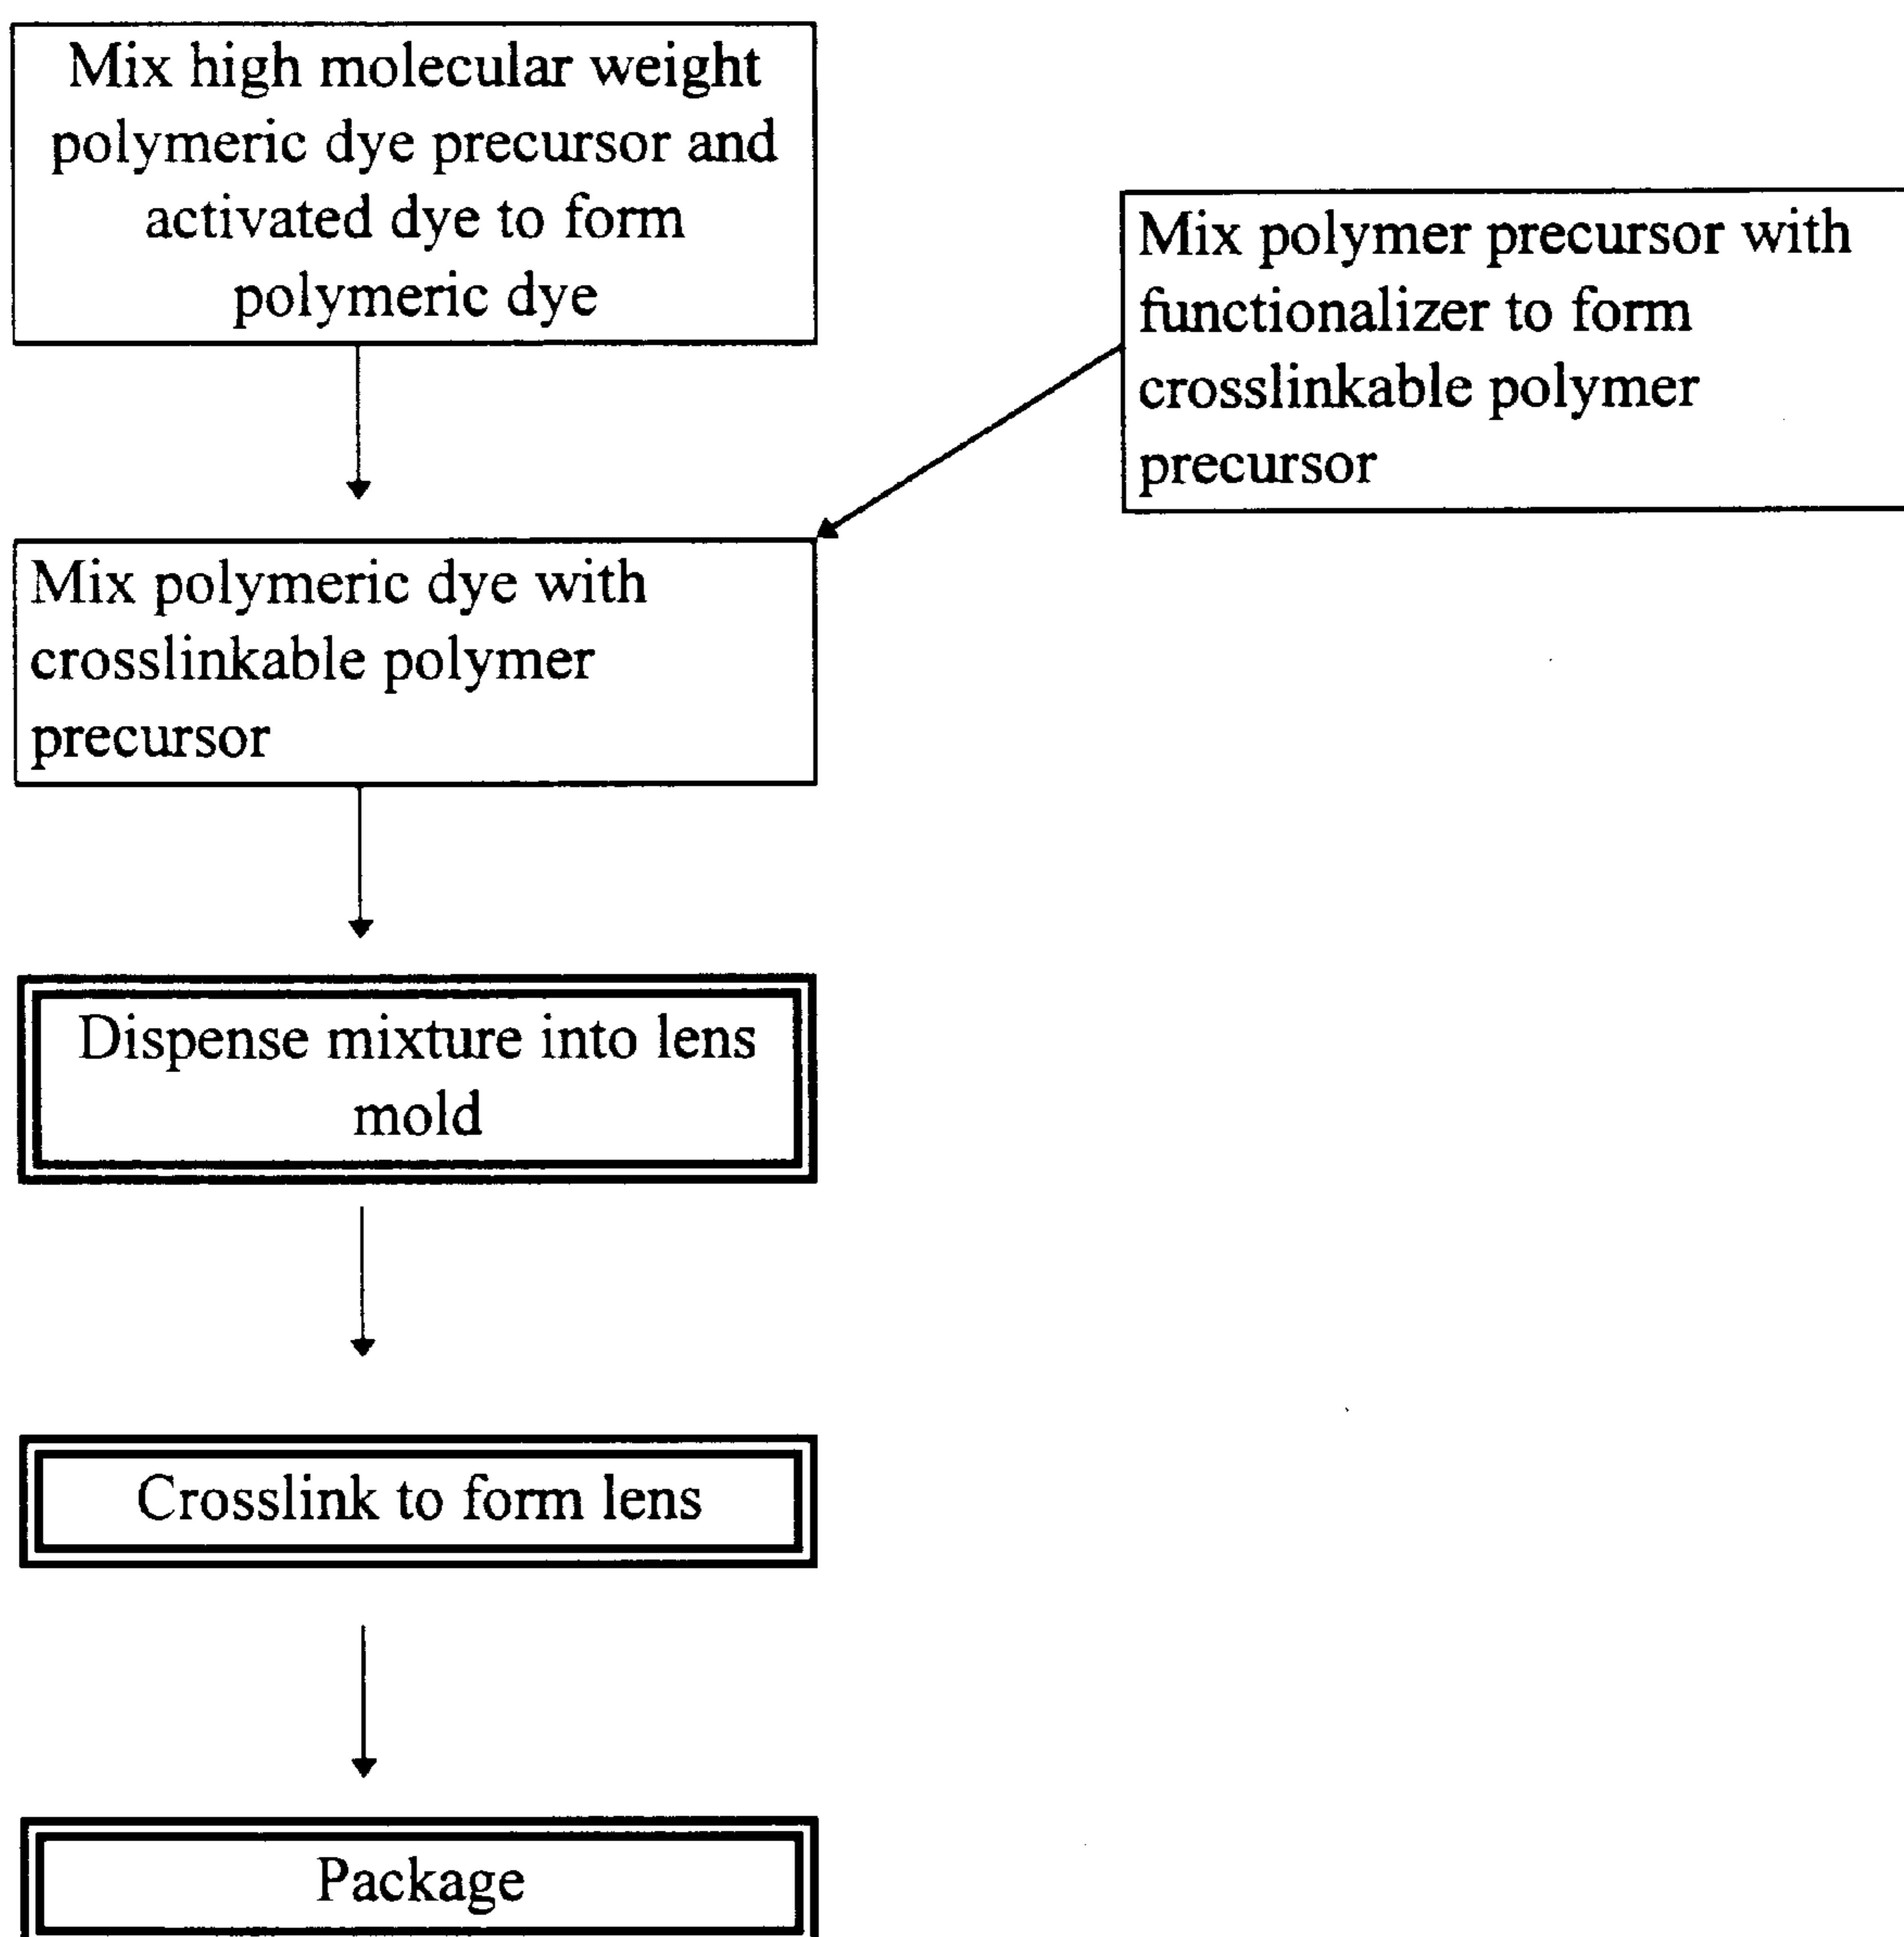 Mix high molecular weight
polymeric dye precursor and
activated dye to form
polymeric dye
Mix polymer precursor with
functionalizer to form
crosslinkable polymer
precursor
Mix polymeric dye with
crosslinkable polymer
precursor
Dispense mixture into lens
mold
Crosslink to form lens
Package